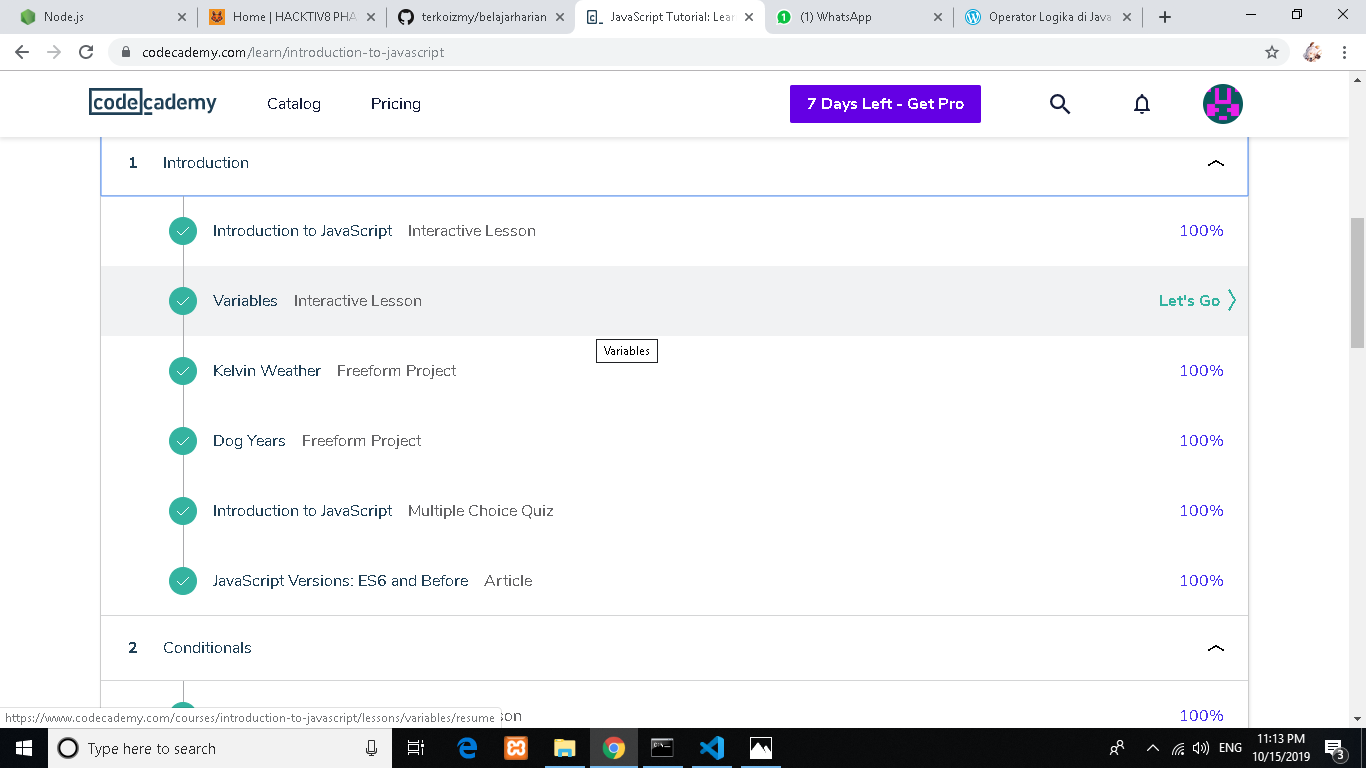 Node.js
Home | HACKTIV8 PHA
terkoizmy/belajarharian
JavaScript Tutorial: Lear
(1) WhatsApp
Operator Logika di Java
codecademy.com/learn/introduction-to-javascript
codecademy
Catalog
Pricing
7 Days Left - Get Pro
1 Introduction
Introduction to JavaScript Interactive Lesson 100%
Variables Interactive Lesson Let's Go
Variables
Kelvin Weather Freeform Project 100%
Dog Years Freeform Project 100%
Introduction to JavaScript Multiple Choice Quiz 100%
JavaScript Versions: ES6 and Before Article 100%
2 Conditionals
100%
https://www.codecademy.com/courses/introduction-to-javascript/lessons/variables/resume
Type here to search
ENG
11:13 PM
10/15/2019
3